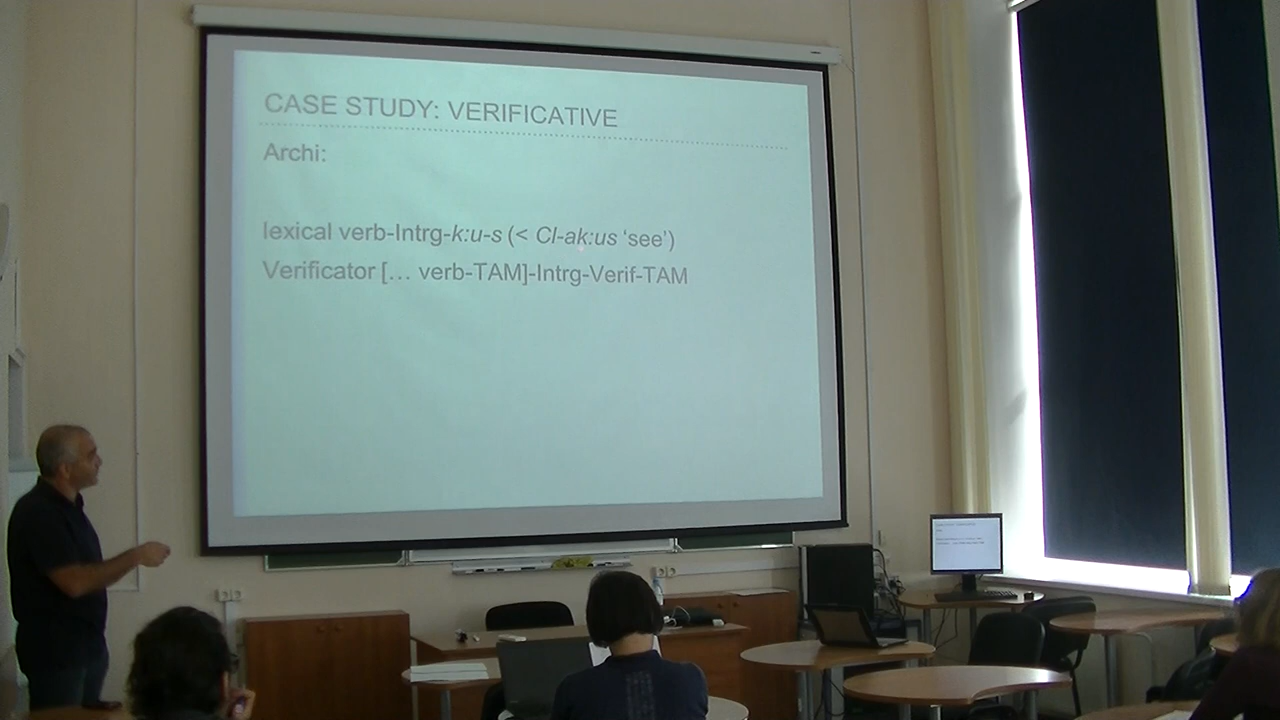 CASE STUDY: VERIFICATIVE
Archi:
lexical verb-Intrg-k:u-s (< Cl-ak:us ‘see’)
Verificator [… verb-TAM]-Intrg-Verif-TAM